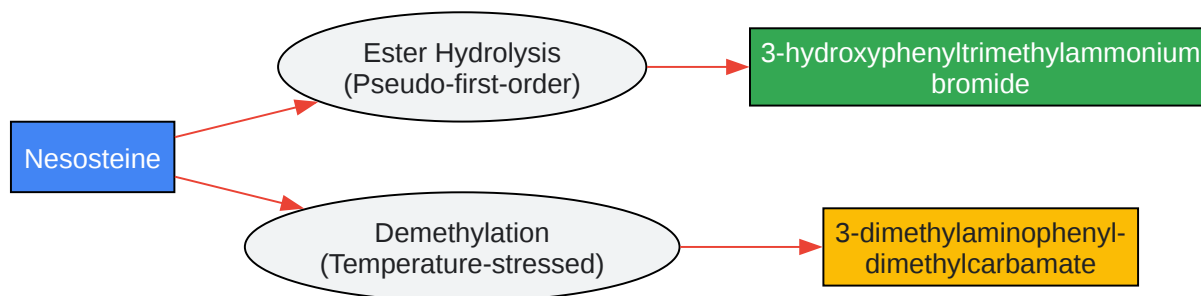 Ester Hydrolysis
(Pseudo-first-order)
3-hydroxyphenyltrimethylammonium
bromide
Nesosteine
Demethylation
(Temperature-stressed)
3-dimethylaminophenyl-
dimethylcarbamate